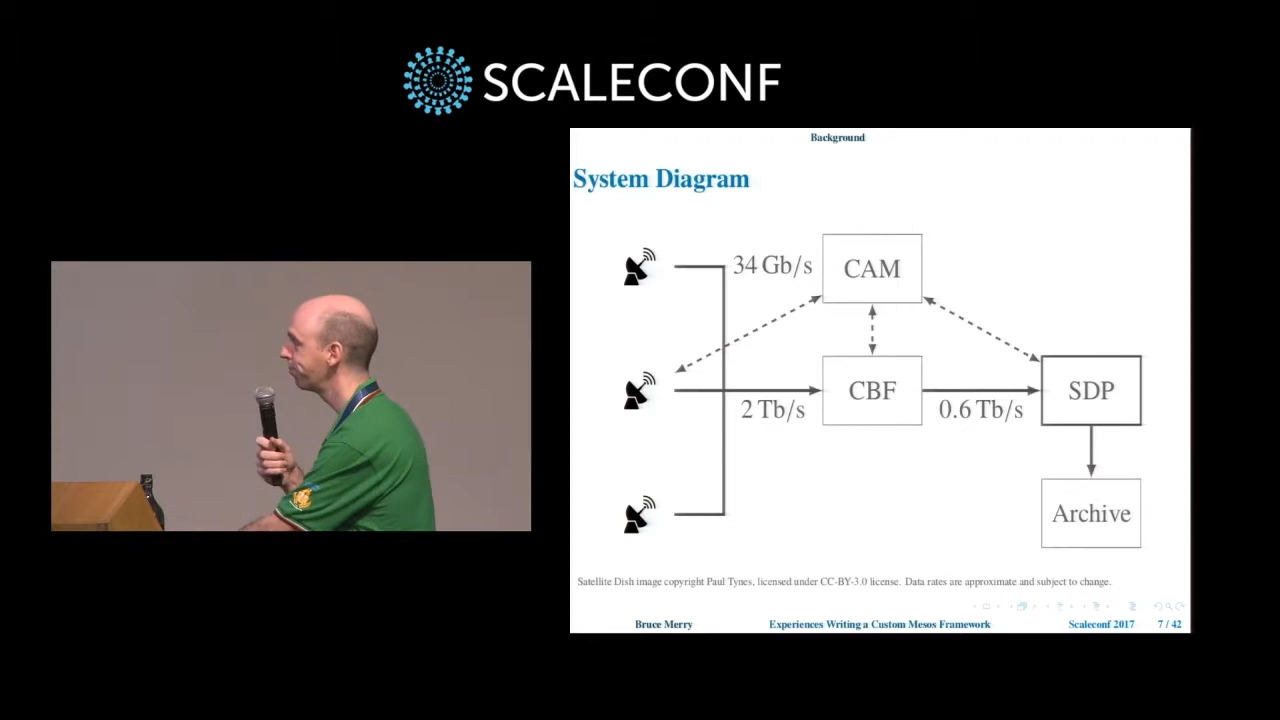 SCALECONF
Background
System Diagram
34 Gb/s
CAM
2 Tb/s
CBF
0.6 Tb/s
SDP
Archive
Satellite Dish image copyright Paul Tynes, licensed under CC-BY-3.0 license. Data rates are approximate and subject to change.
Bruce Merry Experiences Writing a Custom Mesos Framework Scaleconf 2017 7 / 42